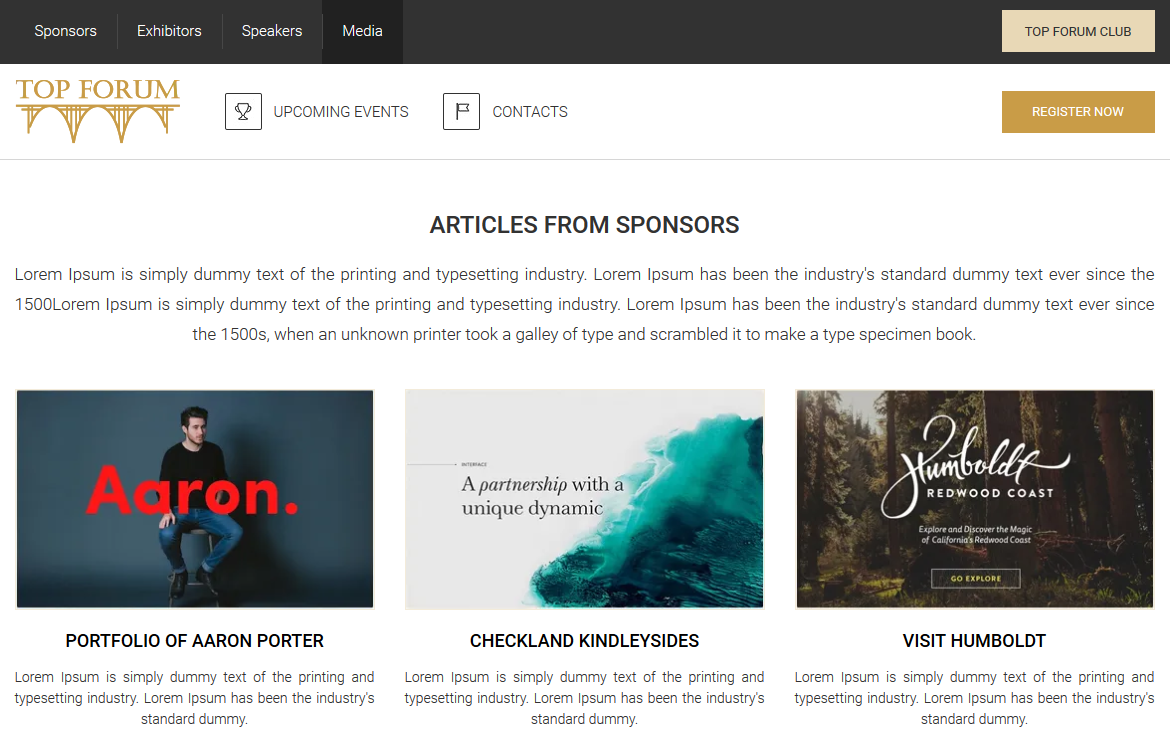 Sponsors
Exhibitors
Speakers
Media
TOP FORUM CLUB
TOP FORUM
UPCOMING EVENTS
CONTACTS
REGISTER NOW
ARTICLES FROM SPONSORS
Lorem Ipsum is simply dummy text of the printing and typesetting industry. Lorem Ipsum has been the industry's standard dummy text ever since the
1500Lorem Ipsum is simply dummy text of the printing and typesetting industry. Lorem Ipsum has been the industry's standard dummy text ever since
the 1500s, when an unknown printer took a galley of type and scrambled it to make a type specimen book.
Aaron.
INTERFACE
A partnership with a
unique dynamic
Humboldt
REDWOOD COAST
Explore and Discover the Magic
of California's Redwood Coast
GO EXPLORE
PORTFOLIO OF AARON PORTER
Lorem Ipsum is simply dummy text of the printing and
typesetting industry. Lorem Ipsum has been the industry's
standard dummy.
CHECKLAND KINDLEYSIDES
Lorem Ipsum is simply dummy text of the printing and
typesetting industry. Lorem Ipsum has been the industry's
standard dummy.
VISIT HUMBOLDT
Lorem Ipsum is simply dummy text of the printing and
typesetting industry. Lorem Ipsum has been the industry's
standard dummy.